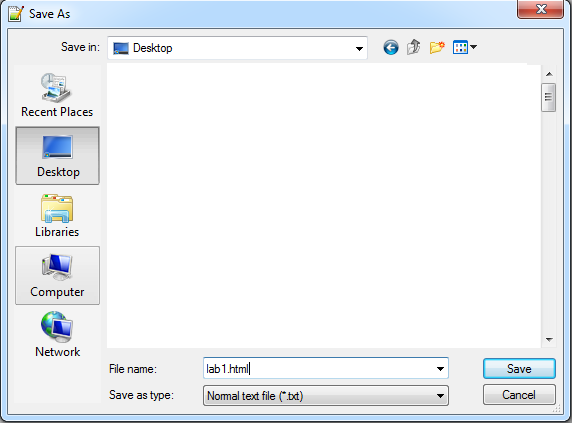 Save As
Save in:
Desktop
Recent Places
Desktop
Libraries
Computer
Network
File name:
lab1.html
Save
Save as type:
Normal text file (*.txt)
Cancel